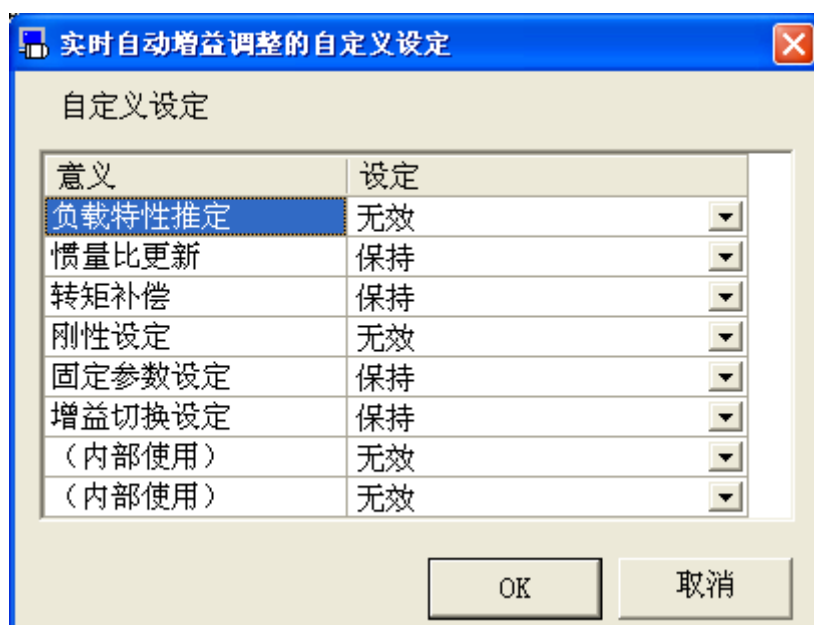 实时自动增益调整的自定义设定
自定义设定
意义 设定
负载特性推定 无效
惯量比更新 保持
转矩补偿 保持
刚性设定 无效
固定参数设定 保持
增益切换设定 保持
（内部使用） 无效
（内部使用） 无效
OK 取消